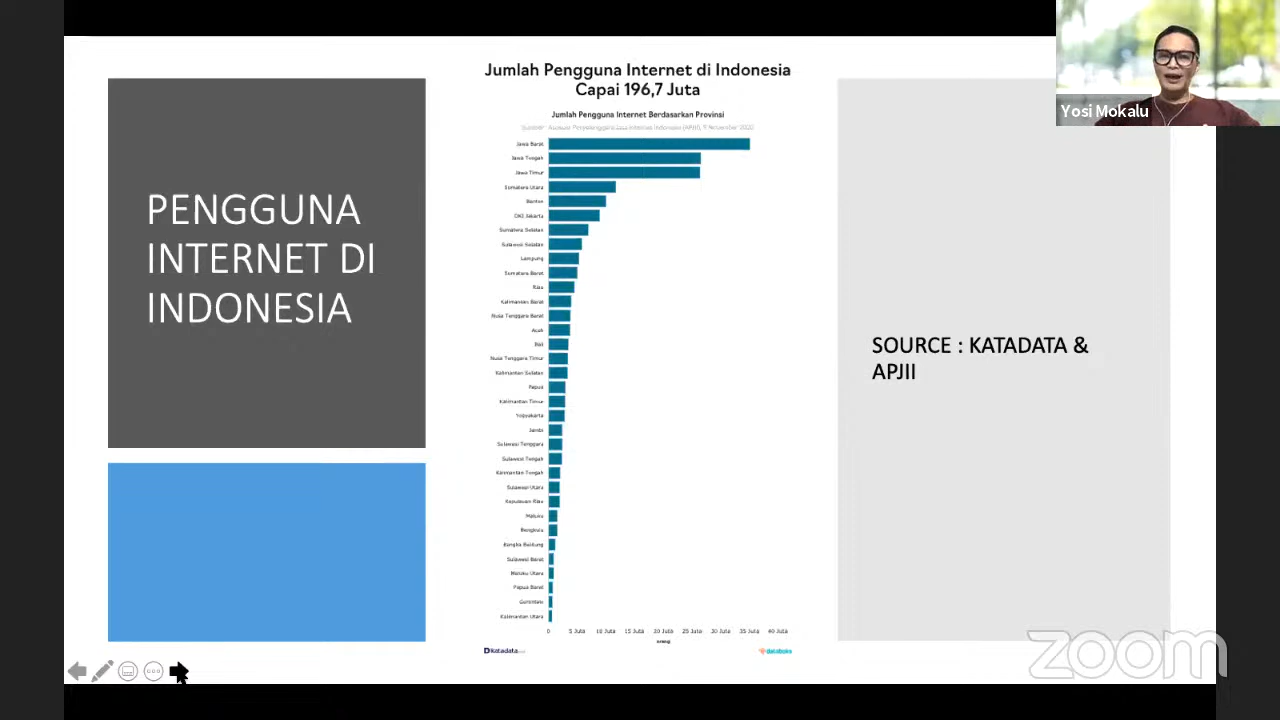 Jumlah Pengguna Internet di Indonesia
Capai 196,7 Juta
Jumlah Pengguna Internet Berdasarkan Provinsi
Yosi Mokalu
PENGGUNA
INTERNET DI
INDONESIA
Jawa Barat
Jawa Tengah
Jawa Timur
Sumatera Utara
Banten
DKI Jakarta
Sumatera Selatan
Sulawesi Selatan
Lampung
Sumatera Barat
Riau
Kalimantan Barat
Nusa Tenggara Barat
Aceh
Bali
Nusa Tenggara Timur
Kalimantan Selatan
Papua
Kalimantan Timur
Yogyakarta
Jambi
Sulawesi Tenggara
Sulawesi Tengah
Kalimantan Tengah
Sulawesi Utara
Kepulauan Riau
Maluku
Bengkulu
Bangka Belitung
Sulawesi Barat
Maluku Utara
Papua Barat
Gorontalo
Kalimantan Utara
0 5 Juta 10 Juta 15 Juta 20 Juta 25 Juta 30 Juta 35 Juta 40 Juta
orang
katadata
databoks
SOURCE : KATADATA &
APJII
zoom